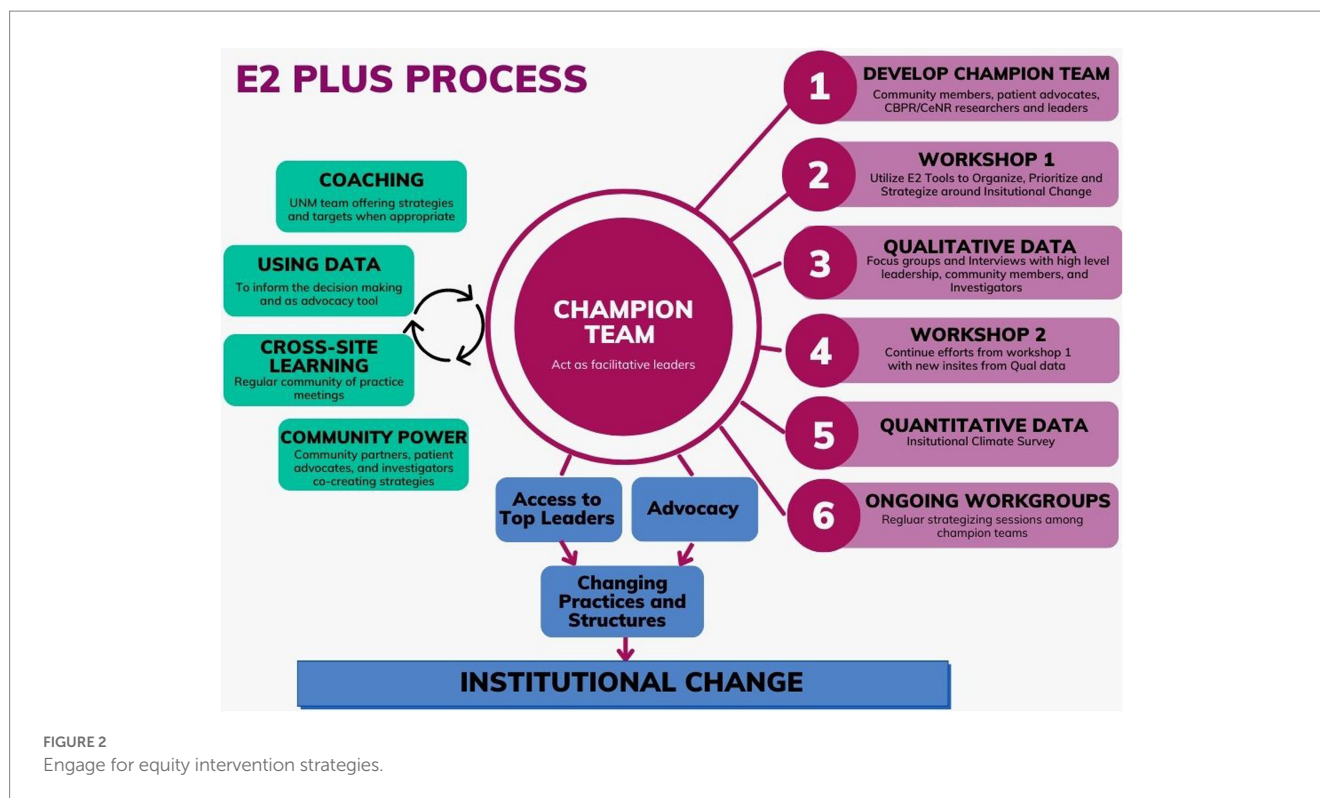 E2 PLUS PROCESS
COACHING
UNM team offering strategies
and targets when appropriate
USING DATA
To inform the decision making
and as advocacy tool
CROSS-SITE
LEARNING
Regular community of practice
meetings
COMMUNITY POWER
Community partners, patient
advocates, and investigators
co-creating strategies
CHAMPION
TEAM
Act as facilitative leaders
1
DEVELOP CHAMPION TEAM
Community members, patient advocates,
CBPR/CeNR researchers and leaders
2
WORKSHOP 1
Utilize E2 Tools to Organize, Prioritize and
Strategize around Insitutional Change
3
QUALITATIVE DATA
Focus groups and Interviews with high level
leadership, community members, and
Investigators
4
WORKSHOP 2
Continue efforts from workshop 1
with new insites from Qual data
5
QUANTITATIVE DATA
Insitutional Climate Survey
6
ONGOING WORKGROUPS
Regluar strategizing sessions among
champion teams
Access to
Top Leaders
Advocacy
Changing
Practices and
Structures
INSTITUTIONAL CHANGE
FIGURE 2
Engage for equity intervention strategies.